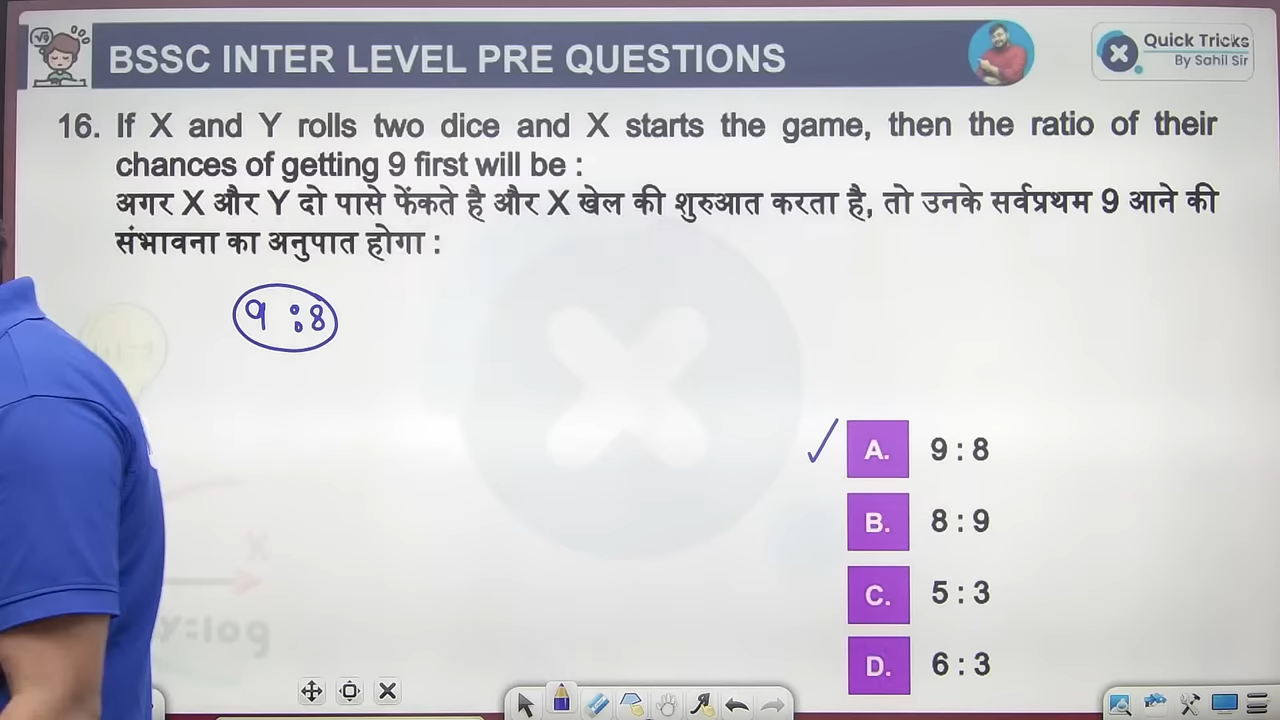 BSSC INTER LEVEL PRE QUESTIONS
Quick Tricks
By Sahil Sir
16. If X and Y rolls two dice and X starts the game, then the ratio of their
chances of getting 9 first will be :
अगर X और Y दो पासे फेंकते है और X खेल की शुरुआत करता है, तो उनके सर्वप्रथम 9 आने की
संभावना का अनुपात होगा :
9 : 8
A. 9 : 8
B. 8 : 9
C. 5 : 3
D. 6 : 3
y=log